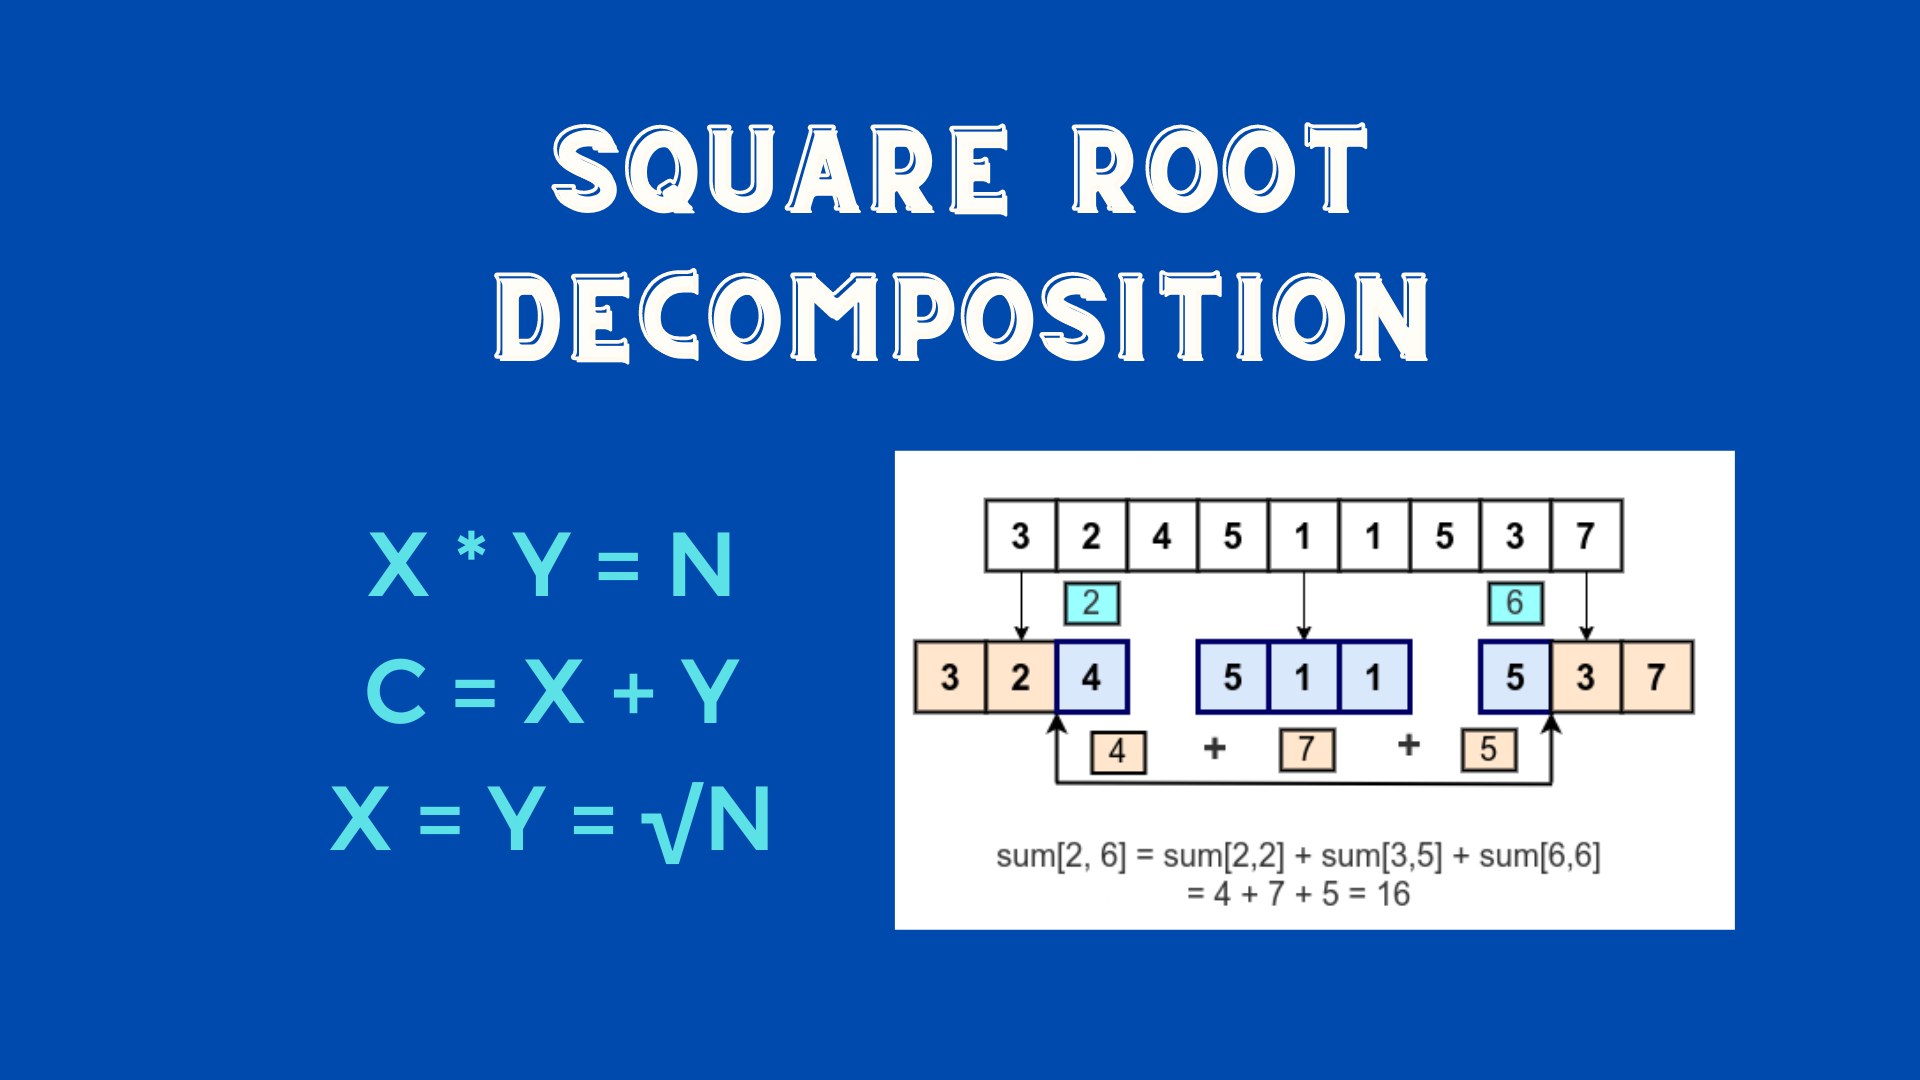 SQUARE ROOT
DECOMPOSITION
X * Y = N
C = X + Y
X = Y = √N
3 2 4 5 1 1 5 3 7
2 6
3 2 4 5 1 1 5 3 7
4 + 7 + 5
sum[2, 6] = sum[2,2] + sum[3,5] + sum[6,6]
= 4 + 7 + 5 = 16